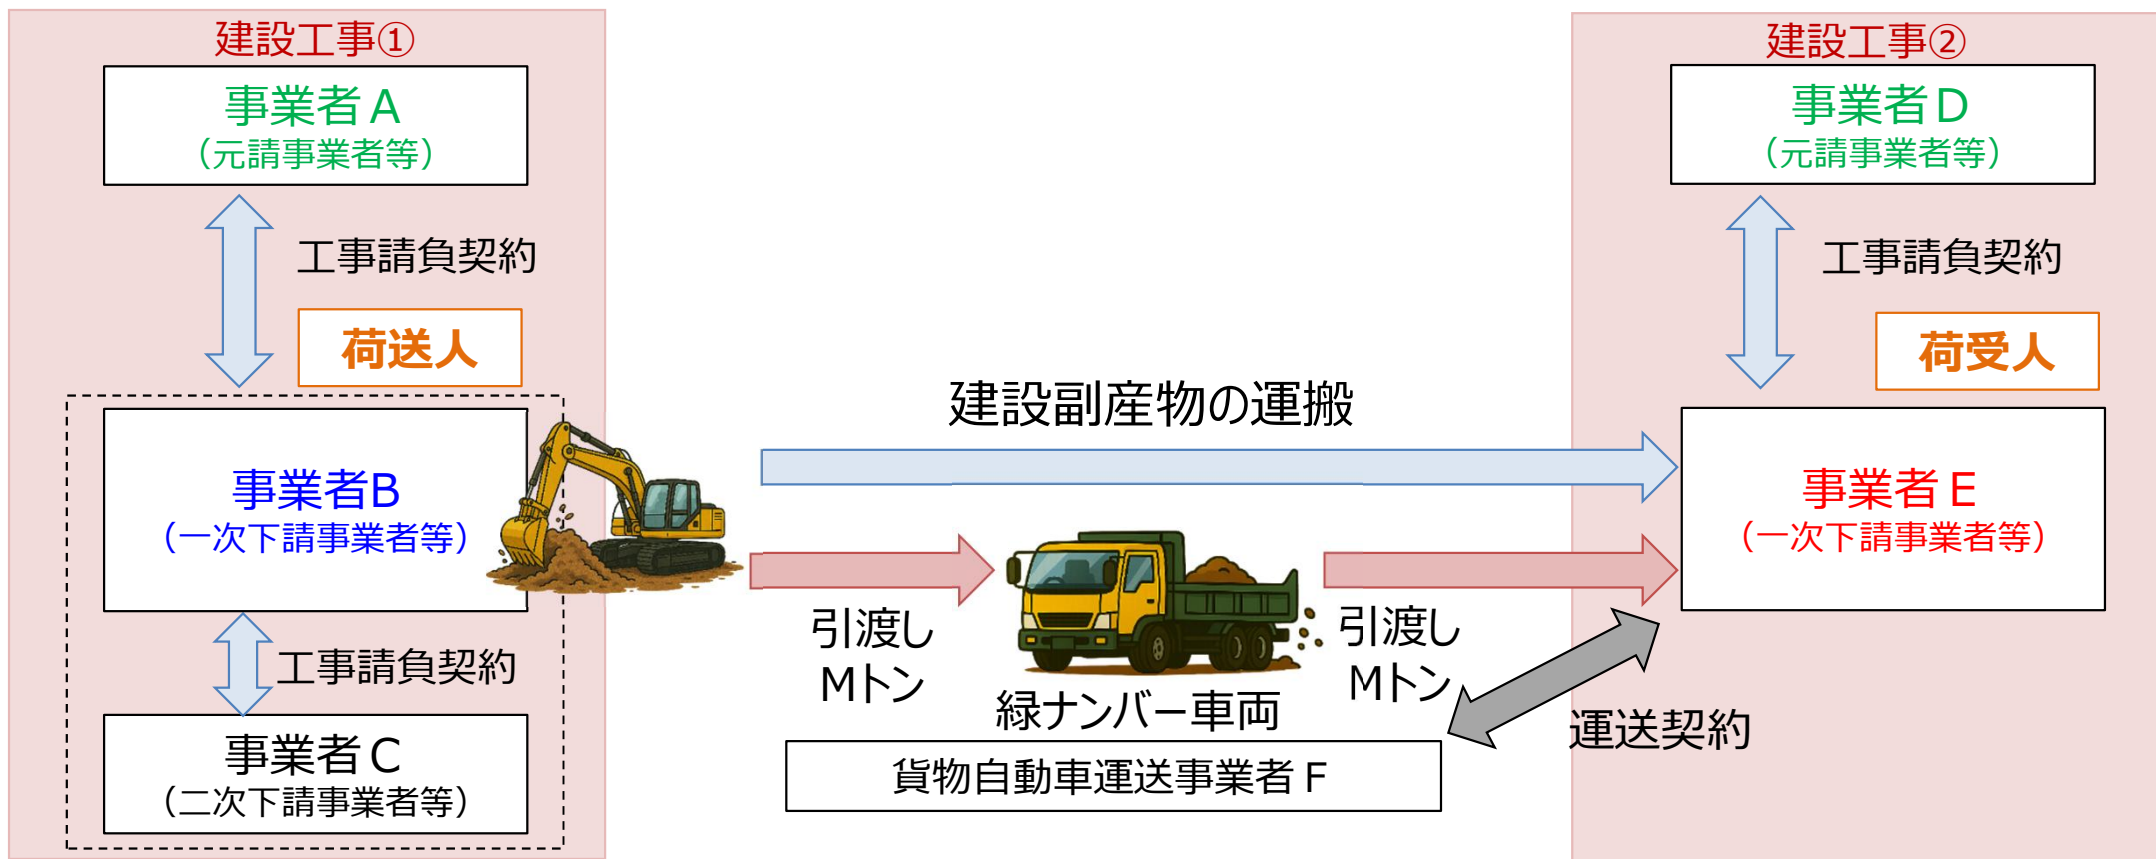 建設工事①
事業者A
(元請事業者等)
工事請負契約
荷送人
事業者B
(一次下請事業者等)
工事請負契約
事業者C
(二次下請事業者等)
建設副産物の運搬
引渡し
Mトン
緑ナンバー車両
貨物自動車運送事業者F
引渡し
Mトン
運送契約
建設工事②
事業者D
(元請事業者等)
工事請負契約
荷受人
事業者E
(一次下請事業者等)